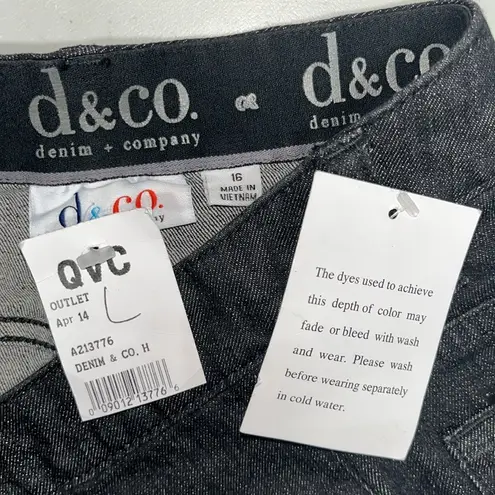 d&co.
denim + company
d&co.
denim
16
MADE IN
VIETNAM
d&co.
QVC
OUTLET
Apr 14
L
A213776
DENIM & CO. H
0 09012 13776 6
The dyes used to achieve
this depth of color may
fade or bleed with wash
and wear. Please wash
before wearing separately
in cold water.